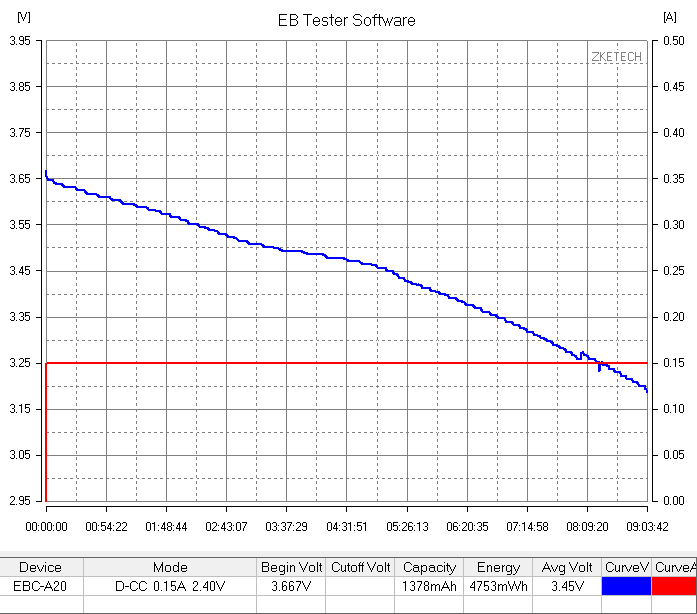 EB Tester Software
[V] [A]
ZKETECH
3.95 0.50
3.85 0.45
3.75 0.40
3.65 0.35
3.55 0.30
3.45 0.25
3.35 0.20
3.25 0.15
3.15 0.10
3.05 0.05
2.95 0.00
00:00:00 00:54:22 01:48:44 02:43:07 03:37:29 04:31:51 05:26:13 06:20:35 07:14:58 08:09:20 09:03:42
Device Mode Begin Volt Cutoff Volt Capacity Energy Avg Volt CurveV CurveA
EBC-A20 D-CC 0.15A 2.40V 3.667V 1378mAh 4753mWh 3.45V